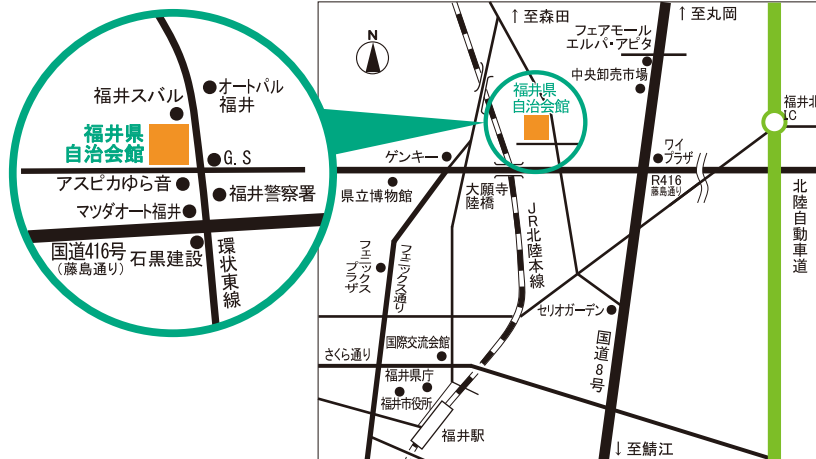 オートパル
福井
福井スバル
福井県
自治会館
G.S
アスピカゆら音
福井警察署
マツダオート福井
国道416号
(藤島通り)
石黒建設
環状東線
N
↑至森田
↑至丸岡
フェアモール
エルパ・アピタ
中央卸売市場
福井県
自治会館
福井北
IC
ゲンキー
ワイ
プラザ
県立博物館
大願寺
陸橋
R416
藤島通り
北陸自動車道
JR北陸本線
フェニックス
プラザ
フェニックス通り
セリオガーデン
国道8号
国際交流会館
さくら通り
福井県庁
福井市役所
福井駅
↓至鯖江